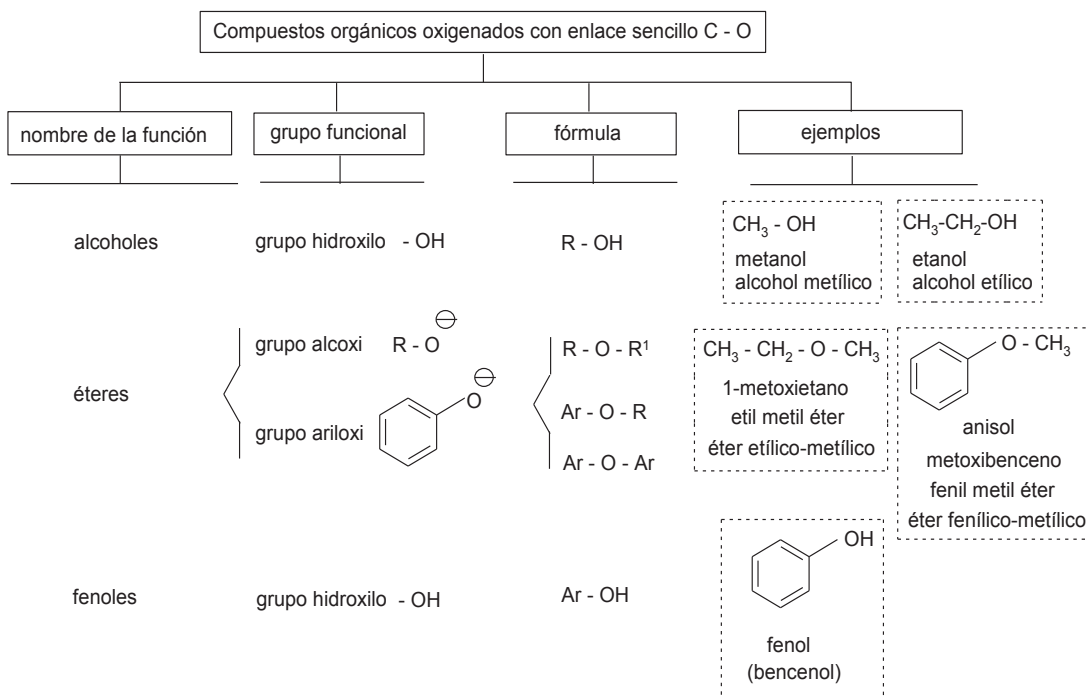 Compuestos orgánicos oxigenados con enlace sencillo C - O
nombre de la función
grupo funcional
fórmula
ejemplos
alcoholes
grupo hidroxilo - OH
R - OH
CH₃ - OH
metanol
alcohol metílico
CH₃-CH₂-OH
etanol
alcohol etílico
éteres
grupo alcoxi R - O⊖
grupo ariloxi O⊖
R - O - R¹
Ar - O - R
Ar - O - Ar
CH₃ - CH₂ - O - CH₃
1-metoxietano
etil metil éter
éter etílico-metílico
O - CH₃
anisol
metoxibenceno
fenil metil éter
éter fenílico-metílico
fenoles
grupo hidroxilo - OH
Ar - OH
OH
fenol
(bencenol)